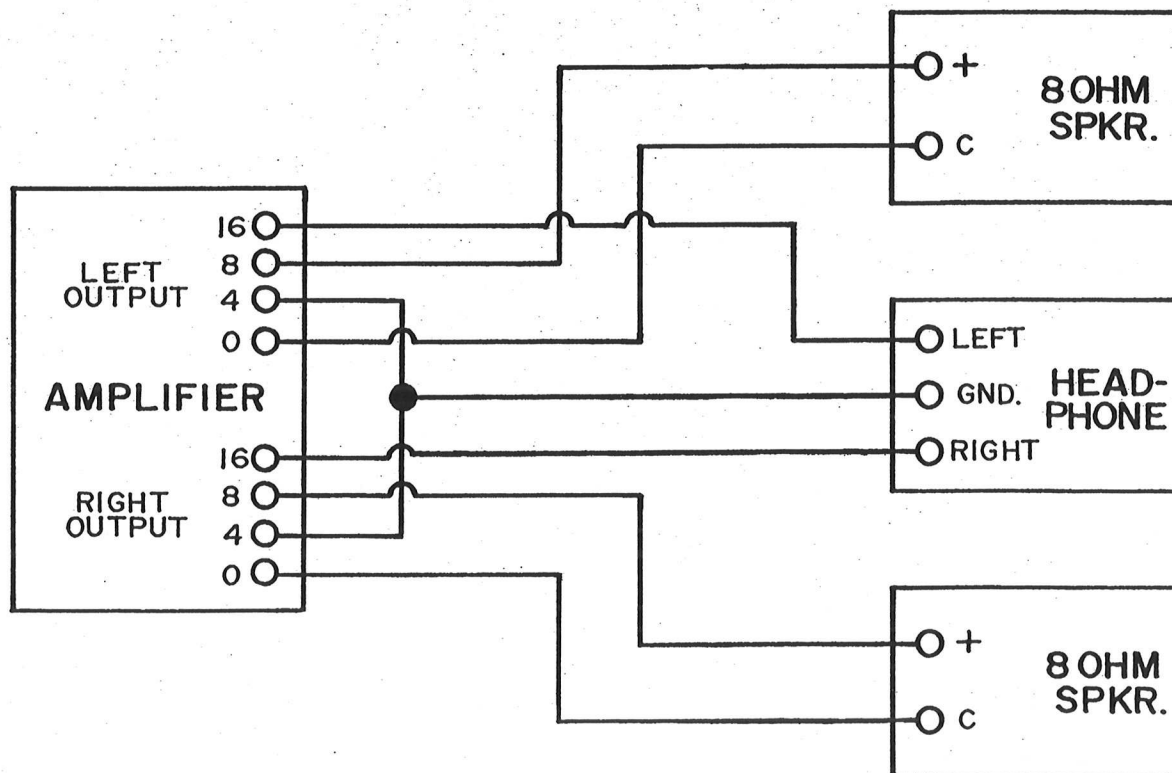 +
8 OHM
SPKR.
C
16
8
LEFT
OUTPUT
4
0
AMPLIFIER
16
8
RIGHT
OUTPUT
4
0
LEFT
GND.
HEAD-
PHONE
RIGHT
+
8 OHM
SPKR.
C